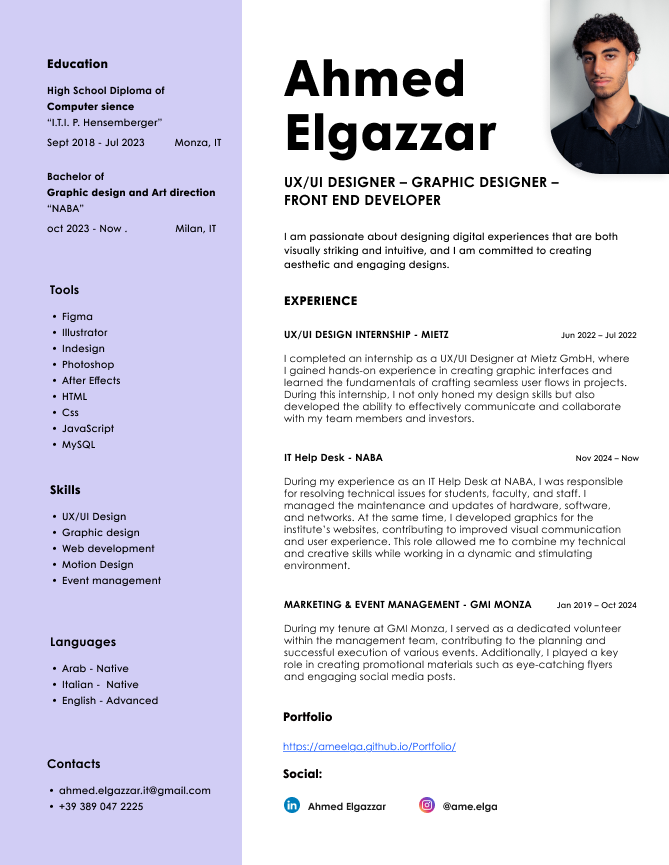 Education
High School Diploma of
Computer sience
“I.T.I. P. Hensemberger”
Sept 2018 - Jul 2023 Monza, IT
Bachelor of
Graphic design and Art direction
“NABA”
oct 2023 - Now . Milan, IT
Tools
• Figma
• Illustrator
• Indesign
• Photoshop
• After Effects
• HTML
• Css
• JavaScript
• MySQL
Skills
• UX/UI Design
• Graphic design
• Web development
• Motion Design
• Event management
Languages
• Arab - Native
• Italian - Native
• English - Advanced
Contacts
• ahmed.elgazzar.it@gmail.com
• +39 389 047 2225
Ahmed
Elgazzar
UX/UI DESIGNER – GRAPHIC DESIGNER –
FRONT END DEVELOPER
I am passionate about designing digital experiences that are both
visually striking and intuitive, and I am committed to creating
aesthetic and engaging designs.
EXPERIENCE
UX/UI DESIGN INTERNSHIP - MIETZ Jun 2022 – Jul 2022
I completed an internship as a UX/UI Designer at Mietz GmbH, where
I gained hands-on experience in creating graphic interfaces and
learned the fundamentals of crafting seamless user flows in projects.
During this internship, I not only honed my design skills but also
developed the ability to effectively communicate and collaborate
with my team members and investors.
IT Help Desk - NABA Nov 2024 – Now
During my experience as an IT Help Desk at NABA, I was responsible
for resolving technical issues for students, faculty, and staff. I
managed the maintenance and updates of hardware, software,
and networks. At the same time, I developed graphics for the
institute’s websites, contributing to improved visual communication
and user experience. This role allowed me to combine my technical
and creative skills while working in a dynamic and stimulating
environment.
MARKETING & EVENT MANAGEMENT - GMI MONZA Jan 2019 – Oct 2024
During my tenure at GMI Monza, I served as a dedicated volunteer
within the management team, contributing to the planning and
successful execution of various events. Additionally, I played a key
role in creating promotional materials such as eye-catching flyers
and engaging social media posts.
Portfolio
https://ameelga.github.io/Portfolio/
Social:
in Ahmed Elgazzar @ame.elga